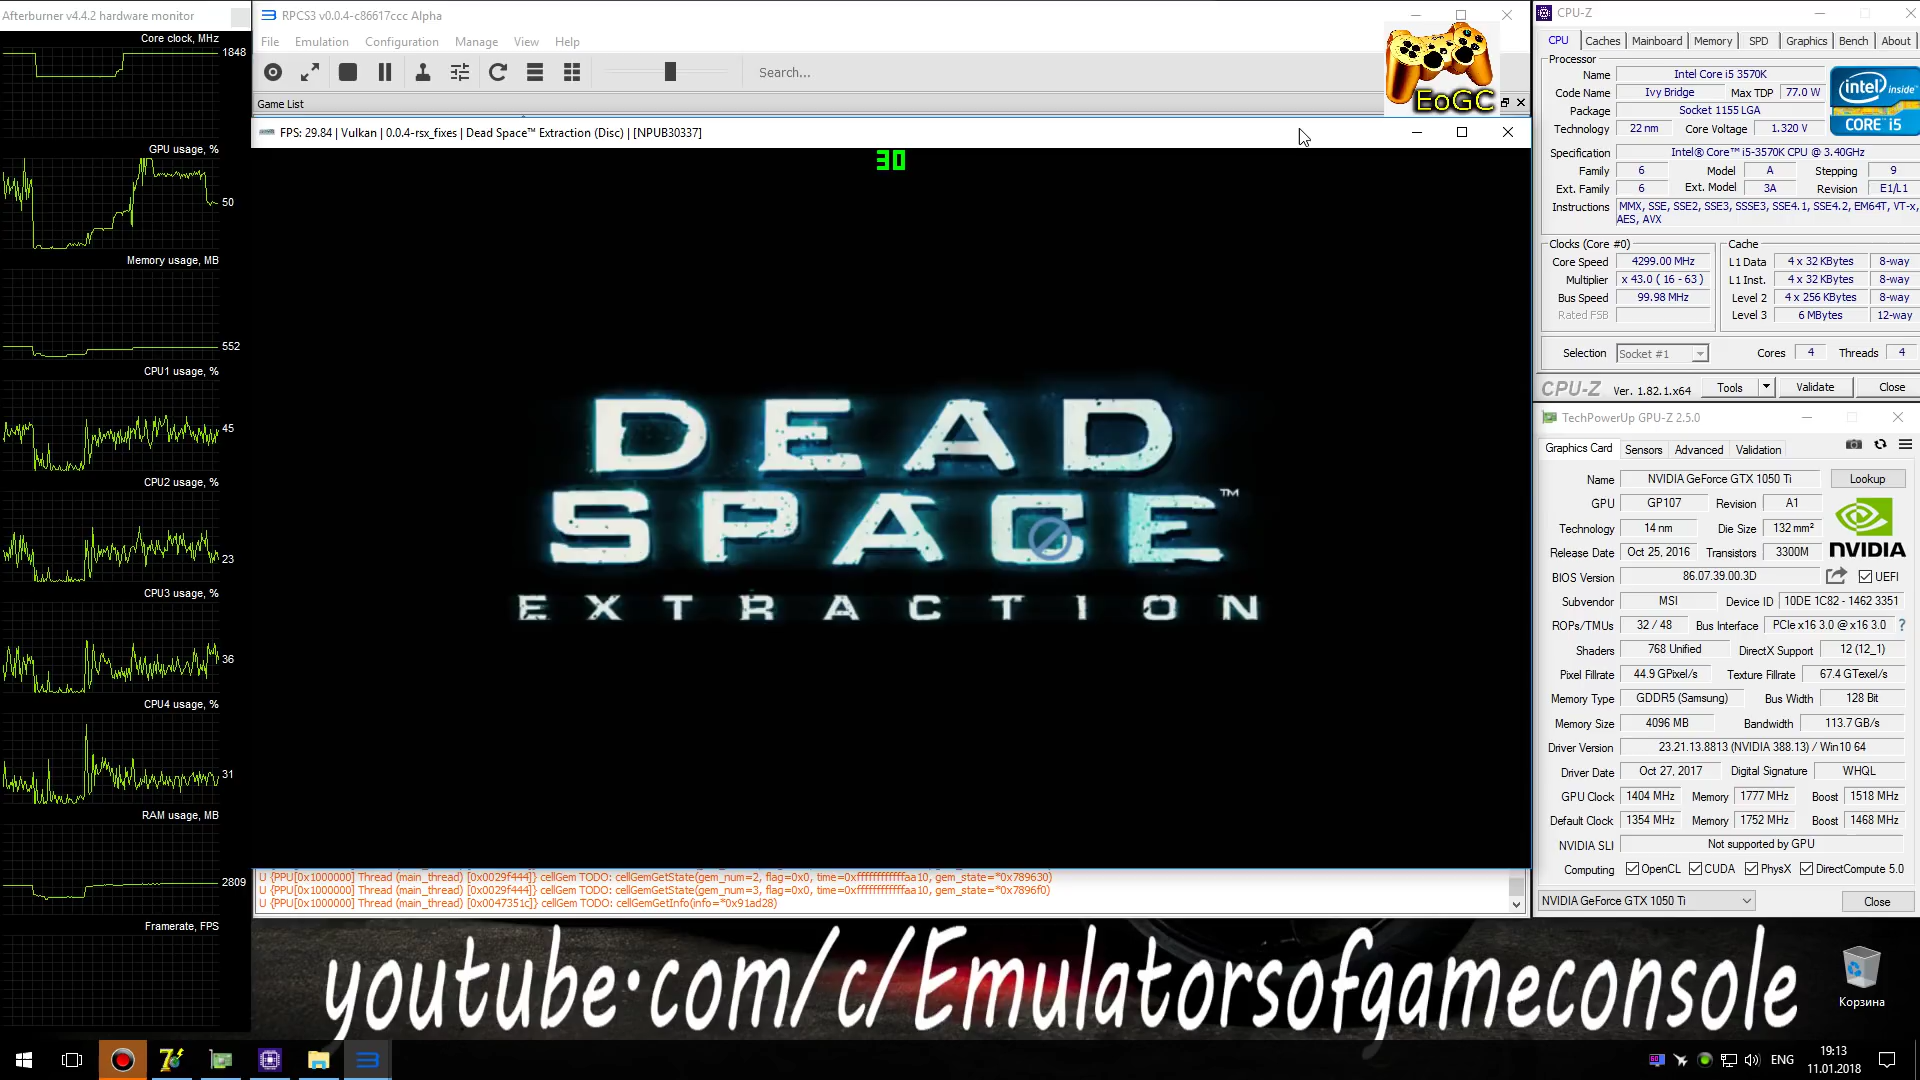 Afterburner v4.4.2 hardware monitor
Core clock, MHz
1848
GPU usage, %
50
Memory usage, MB
552
CPU1 usage, %
45
CPU2 usage, %
23
CPU3 usage, %
36
CPU4 usage, %
31
RAM usage, MB
2809
Framerate, FPS
RPCS3 v0.0.4-c86617ccc Alpha
File Emulation Configuration Manage View Help
Search...
EoGC
Game List
FPS: 29.84 | Vulkan | 0.0.4-rsx_fixes | Dead Space™ Extraction (Disc) | [NPUB30337]
30
DEAD
SPACE™
EXTRACTION
U {PPU[0x1000000] Thread (main_thread) [0x0029f444]} cellGem TODO: cellGemGetState(gem_num=2, flag=0x0, time=0xfffffffffffaa10, gem_state=*0x789630)
U {PPU[0x1000000] Thread (main_thread) [0x0029f444]} cellGem TODO: cellGemGetState(gem_num=3, flag=0x0, time=0xfffffffffffaa10, gem_state=*0x7896f0)
U {PPU[0x1000000] Thread (main_thread) [0x0047351c]} cellGem TODO: cellGemGetInfo(info=*0x91ad28)
CPU-Z
CPU Caches Mainboard Memory SPD Graphics Bench About
Processor
Name Intel Core i5 3570K
Code Name Ivy Bridge Max TDP 77.0 W
Package Socket 1155 LGA
Technology 22 nm Core Voltage 1.320 V
intel inside™
CORE i5
Specification Intel® Core™ i5-3570K CPU @ 3.40GHz
Family 6 Model A Stepping 9
Ext. Family 6 Ext. Model 3A Revision E1/L1
Instructions MMX, SSE, SSE2, SSE3, SSSE3, SSE4.1, SSE4.2, EM64T, VT-x,
AES, AVX
Clocks (Core #0) Cache
Core Speed 4299.00 MHz L1 Data 4 x 32 KBytes 8-way
Multiplier x 43.0 ( 16 - 63 ) L1 Inst. 4 x 32 KBytes 8-way
Bus Speed 99.98 MHz Level 2 4 x 256 KBytes 8-way
Rated FSB Level 3 6 MBytes 12-way
Selection Socket #1 Cores 4 Threads 4
CPU-Z Ver. 1.82.1.x64 Tools Validate Close
TechPowerUp GPU-Z 2.5.0
Graphics Card Sensors Advanced Validation
Name NVIDIA GeForce GTX 1050 Ti Lookup
GPU GP107 Revision A1
Technology 14 nm Die Size 132 mm²
Release Date Oct 25, 2016 Transistors 3300M
NVIDIA
BIOS Version 86.07.39.00.3D UEFI
Subvendor MSI Device ID 10DE 1C82 - 1462 3351
ROPs/TMUs 32 / 48 Bus Interface PCIe x16 3.0 @ x16 3.0 ?
Shaders 768 Unified DirectX Support 12 (12_1)
Pixel Fillrate 44.9 GPixel/s Texture Fillrate 67.4 GTexel/s
Memory Type GDDR5 (Samsung) Bus Width 128 Bit
Memory Size 4096 MB Bandwidth 113.7 GB/s
Driver Version 23.21.13.8813 (NVIDIA 388.13) / Win10 64
Driver Date Oct 27, 2017 Digital Signature WHQL
GPU Clock 1404 MHz Memory 1777 MHz Boost 1518 MHz
Default Clock 1354 MHz Memory 1752 MHz Boost 1468 MHz
NVIDIA SLI Not supported by GPU
Computing OpenCL CUDA PhysX DirectCompute 5.0
NVIDIA GeForce GTX 1050 Ti Close
youtube.com/c/Emulatorsofgameconsole
Корзина
ENG
19:13
11.01.2018